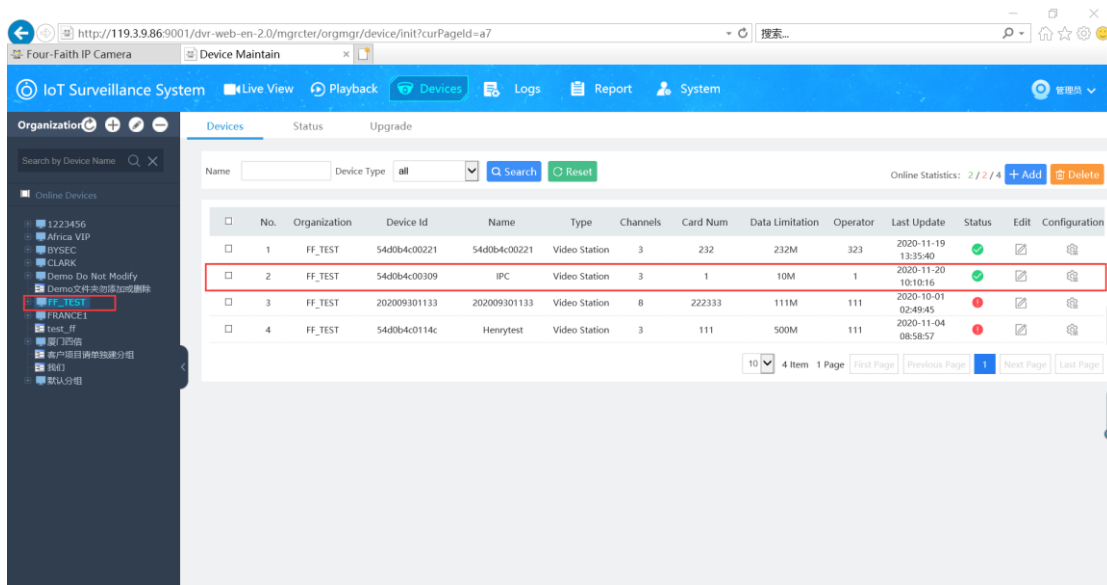 http://119.3.9.86:9001/dvr-web-en-2.0/mgrcter/orgmgr/device/init?curPageId=a7
搜索...
Four-Faith IP Camera
Device Maintain
IoT Surveillance System Live View Playback Devices Logs Report System 管理员
Organization
Devices Status Upgrade
Search by Device Name
Name Device Type all Search Reset Online Statistics: 2 / 2 / 4 Add Delete
Online Devices
No. Organization Device Id Name Type Channels Card Num Data Limitation Operator Last Update Status Edit Configuration
1 FF_TEST 54d0b4c00221 54d0b4c00221 Video Station 3 232 232M 323 2020-11-19 13:35:40
2 FF_TEST 54d0b4c00309 IPC Video Station 3 1 10M 1 2020-11-20 10:10:16
3 FF_TEST 202009301133 202009301133 Video Station 8 222333 111M 111 2020-10-01 02:49:45
4 FF_TEST 54d0b4c0114c Henrytest Video Station 3 111 500M 111 2020-11-04 08:58:57
10 4 Item 1 Page First Page Previous Page 1 Next Page Last Page
1223456
Africa VIP
BYSEC
CLARK
Demo Do Not Modify
Demo文件夹勿添加或删除
FF_TEST
FRANCE1
test_ff
厦门四信
客户项目请单独建分组
我们
默认分组